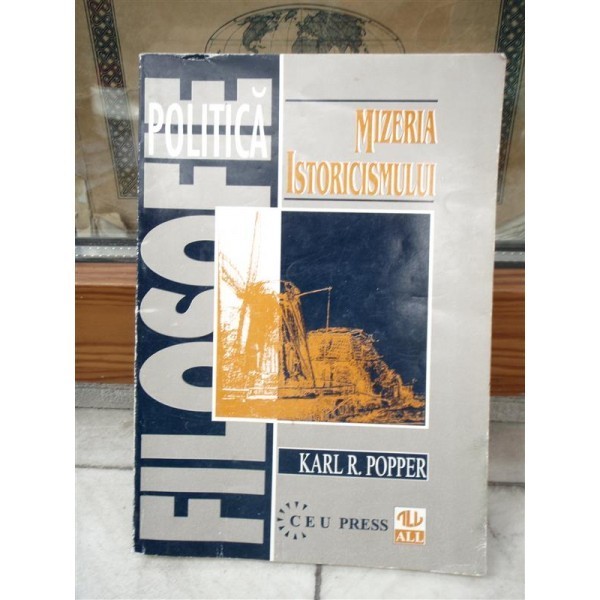 FILOSOFIE
POLITICĂ
MIZERIA
ISTORICISMULUI
KARL R. POPPER
CEU PRESS
ALL